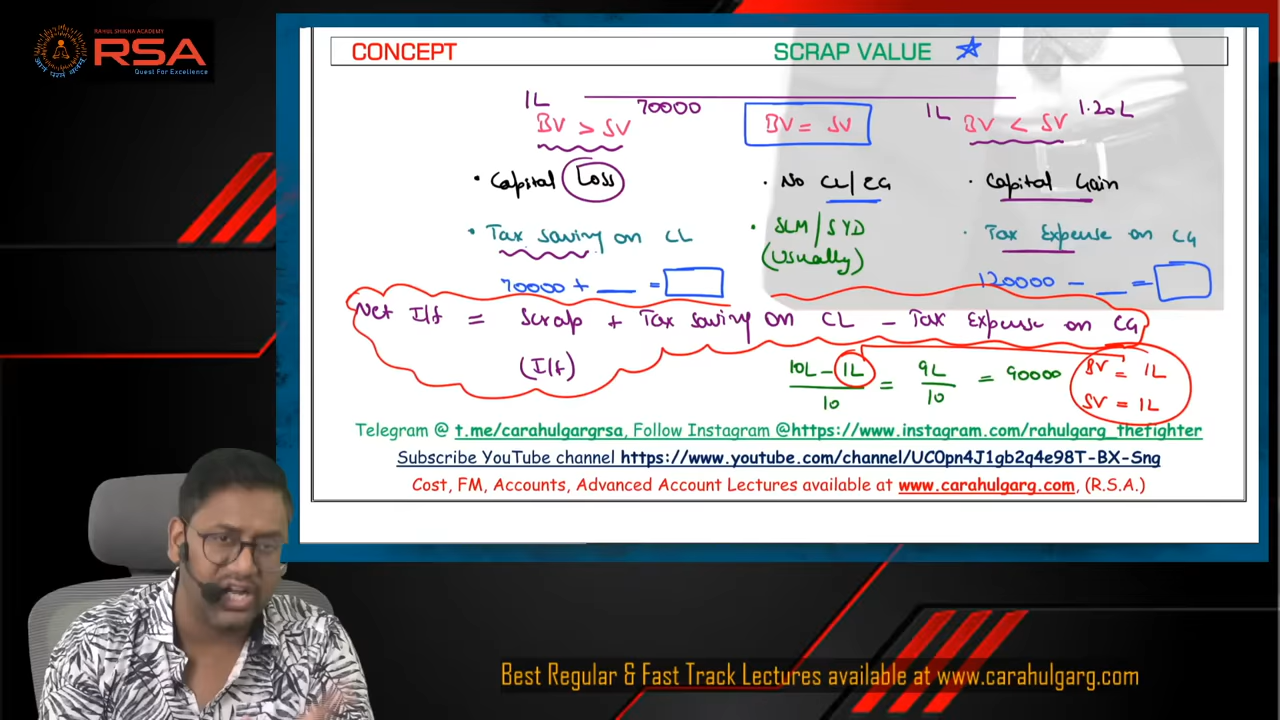 RAHUL SHIKHA ACADEMY
RSA
Quest For Excellence
CONCEPT SCRAP VALUE
1L 70000 1L 1.20L
BV > SV BV = SV BV < SV
• Capital Loss • No CL/CG • Capital Gain
• Tax saving on CL • SLM/SYD • Tax Expense on CG
(Usually)
70000 + __ = 120000 - __ =
Net I/f = Scrap + Tax saving on CL - Tax Expense on CG
(I/f)
10L - 1L = 9L = 90000 BV = 1L
10 10 SV = 1L
Telegram @ t.me/carahulgargrsa, Follow Instagram @https://www.instagram.com/rahulgarg_thefighter
Subscribe YouTube channel https://www.youtube.com/channel/UC0pn4J1gb2q4e98T-BX-Sng
Cost, FM, Accounts, Advanced Account Lectures available at www.carahulgarg.com, (R.S.A.)
Best Regular & Fast Track Lectures available at www.carahulgarg.com